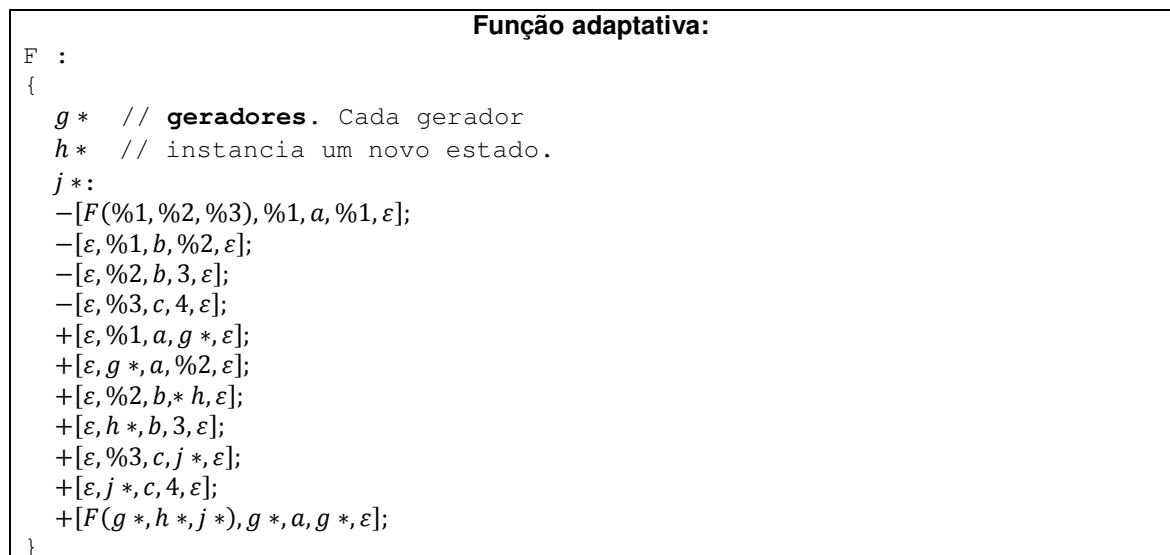 Função adaptativa:
F :
{
g * // geradores. Cada gerador
h * // instancia um novo estado.
j *:
−[F(%1, %2, %3), %1, a, %1, ε];
−[ε, %1, b, %2, ε];
−[ε, %2, b, 3, ε];
−[ε, %3, c, 4, ε];
+[ε, %1, a, g *, ε];
+[ε, g *, a, %2, ε];
+[ε, %2, b,* h, ε];
+[ε, h *, b, 3, ε];
+[ε, %3, c, j *, ε];
+[ε, j *, c, 4, ε];
+[F(g *, h *, j *), g *, a, g *, ε];
}